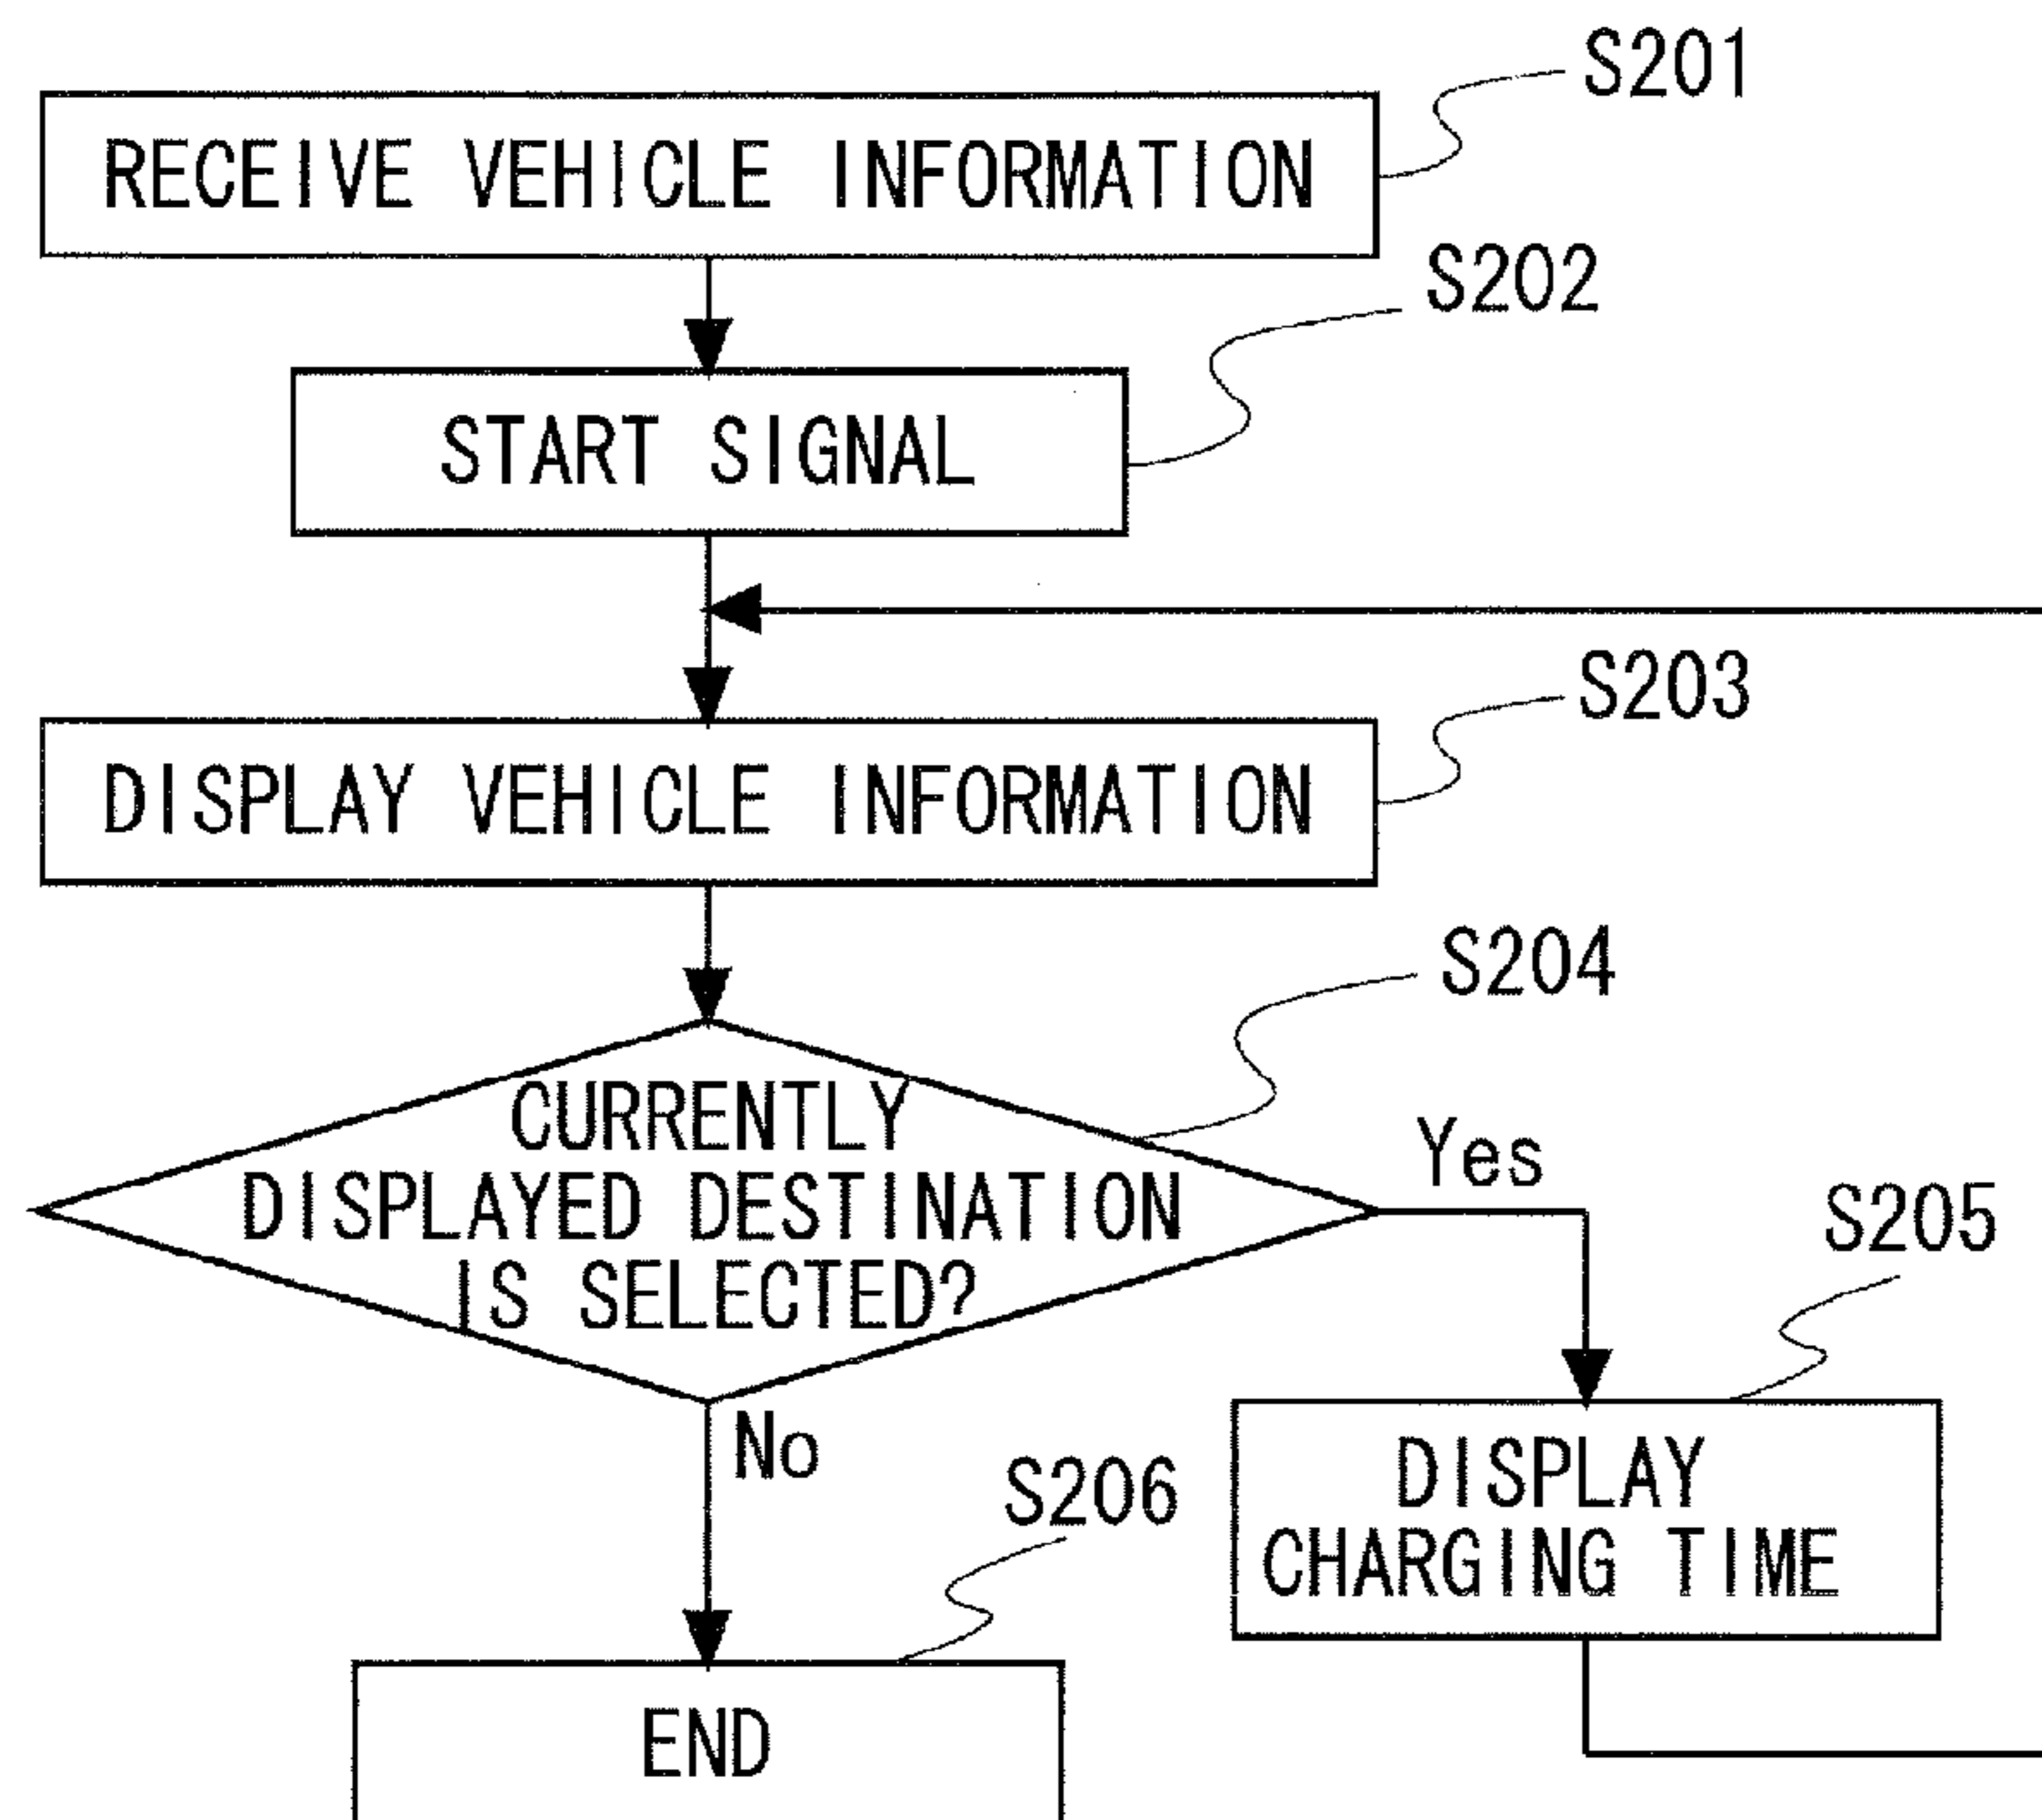 S201
RECEIVE VEHICLE INFORMATION
S202
START SIGNAL
S203
DISPLAY VEHICLE INFORMATION
S204
CURRENTLY
DISPLAYED DESTINATION
IS SELECTED?
Yes
S205
No
DISPLAY
CHARGING TIME
S206
END